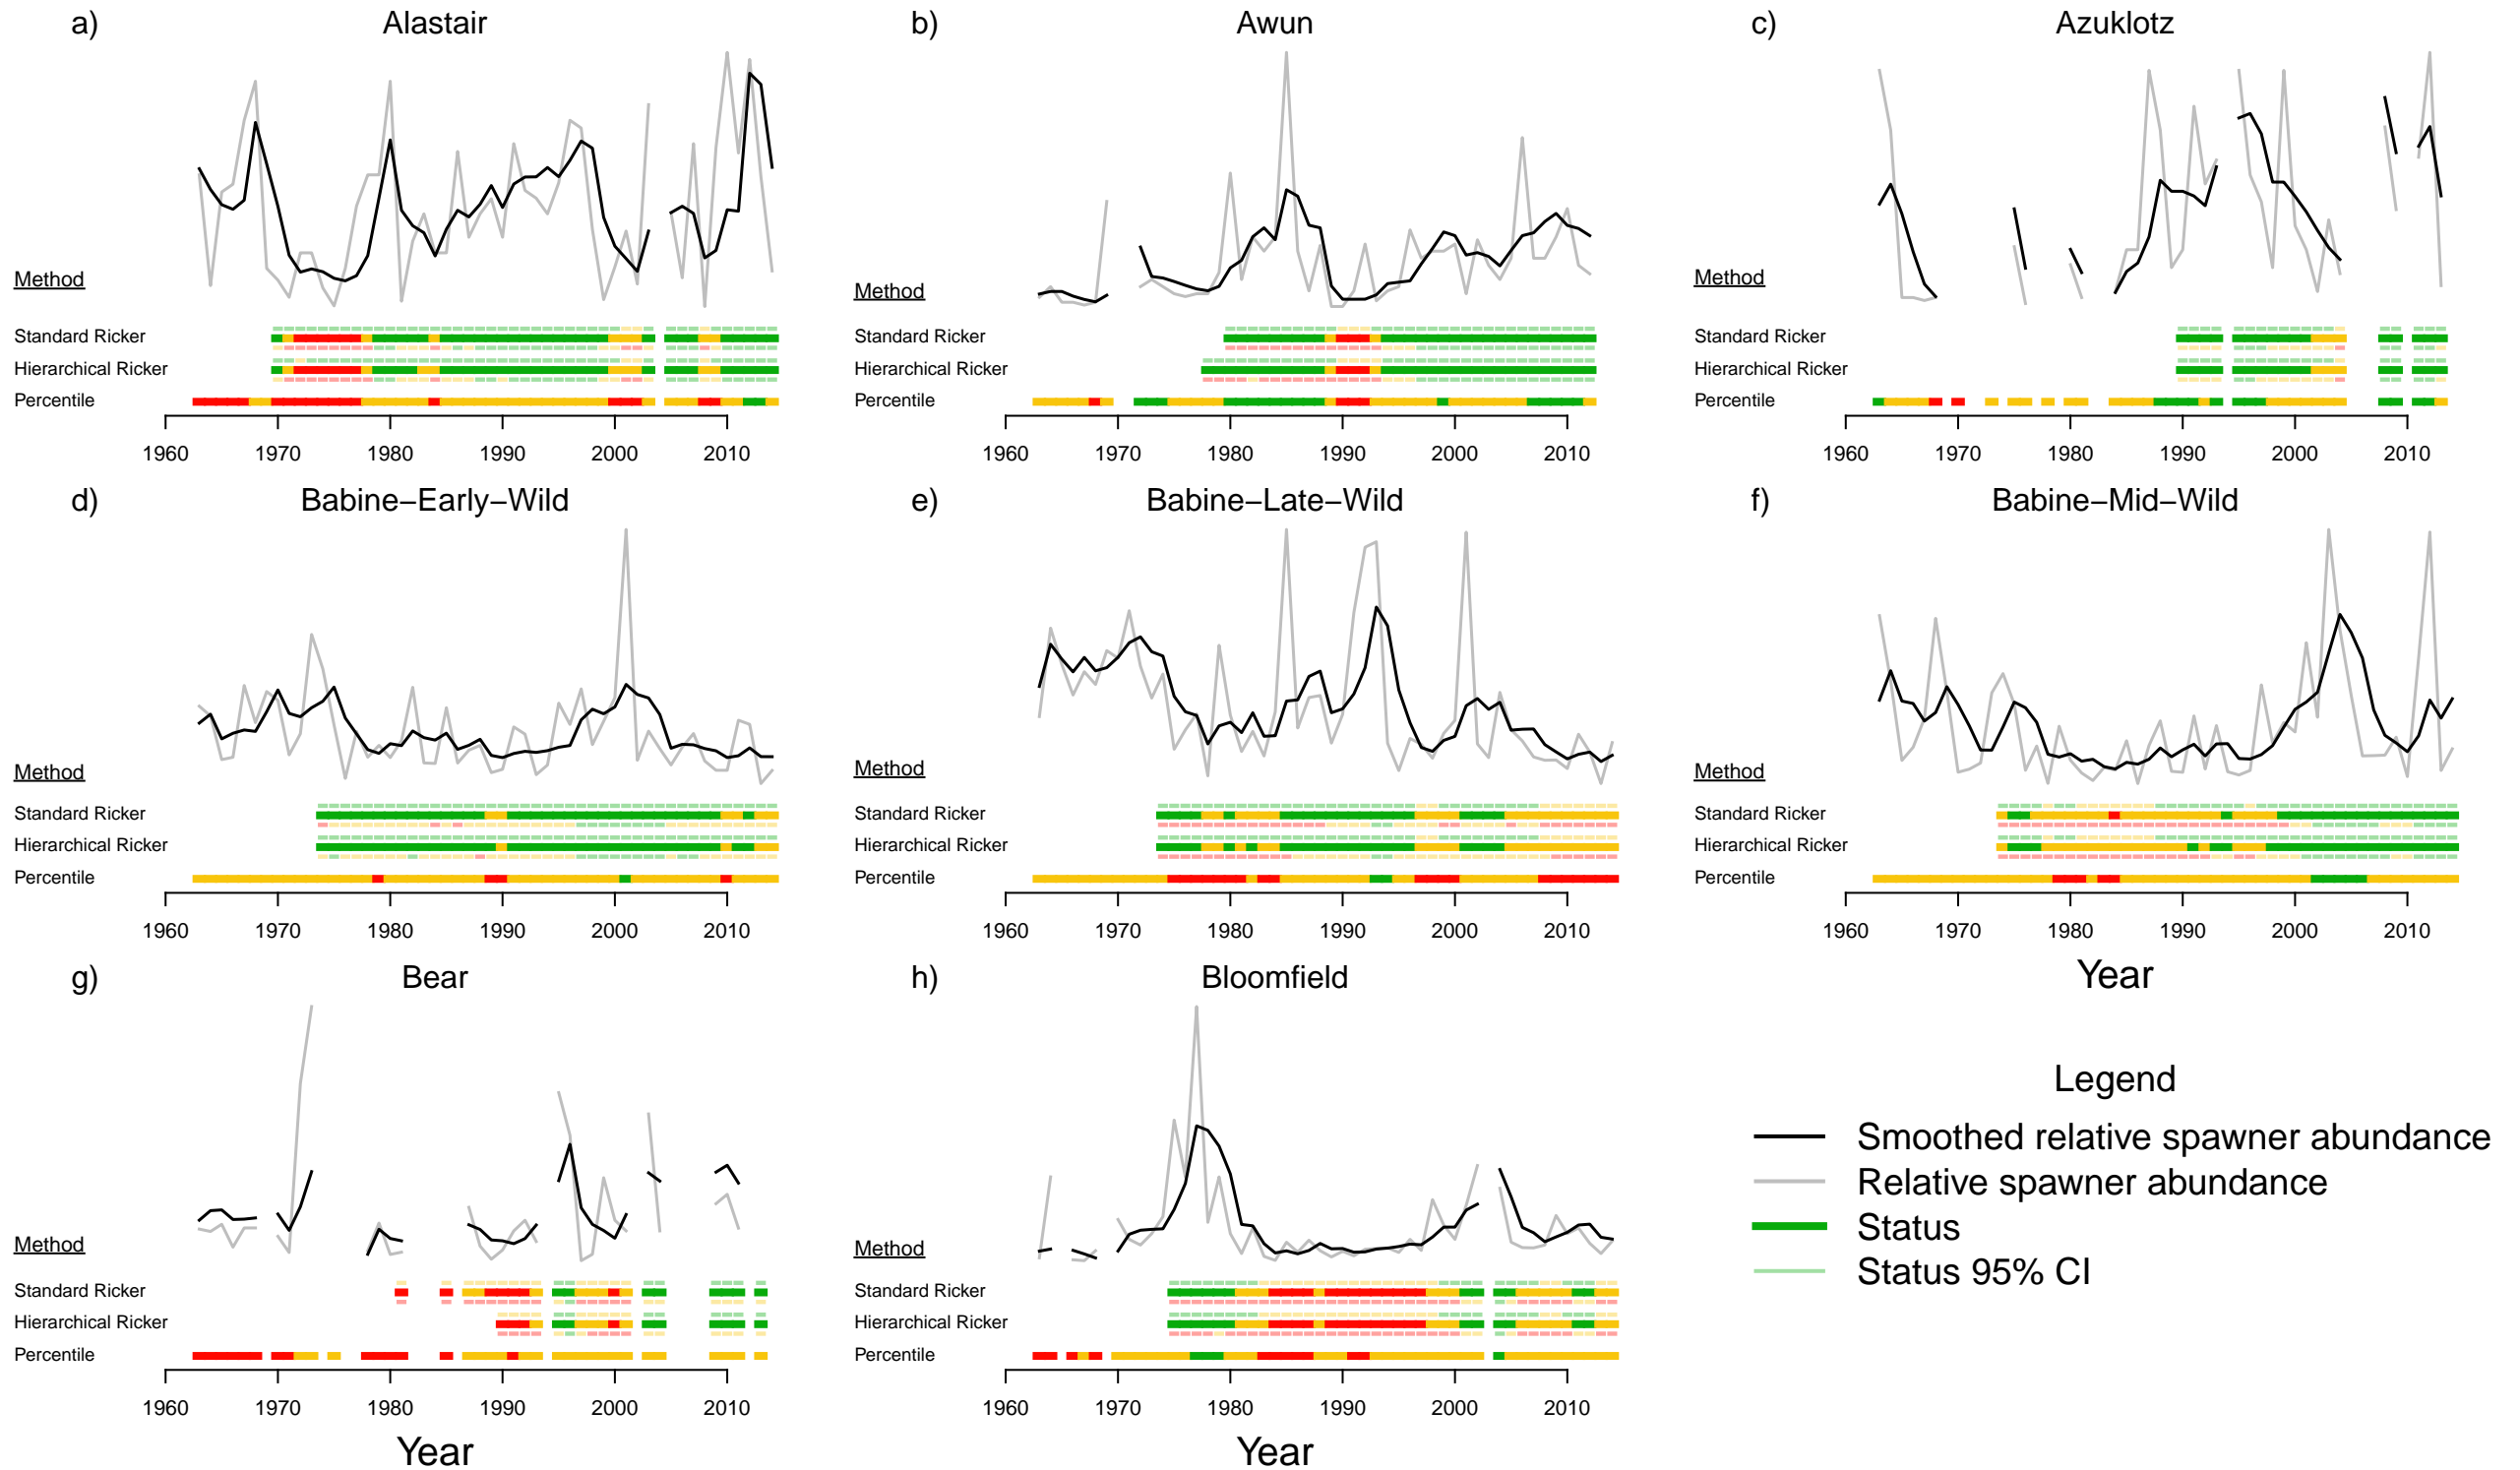 a)
Alastair
Method
Standard Ricker
Hierarchical Ricker
Percentile
1960 1970 1980 1990 2000 2010
b)
Awun
Method
Standard Ricker
Hierarchical Ricker
Percentile
1960 1970 1980 1990 2000 2010
c)
Azuklotz
Method
Standard Ricker
Hierarchical Ricker
Percentile
1960 1970 1980 1990 2000 2010
d)
Babine−Early−Wild
Method
Standard Ricker
Hierarchical Ricker
Percentile
1960 1970 1980 1990 2000 2010
e)
Babine−Late−Wild
Method
Standard Ricker
Hierarchical Ricker
Percentile
1960 1970 1980 1990 2000 2010
f)
Babine−Mid−Wild
Method
Standard Ricker
Hierarchical Ricker
Percentile
1960 1970 1980 1990 2000 2010
Year
g)
Bear
Method
Standard Ricker
Hierarchical Ricker
Percentile
1960 1970 1980 1990 2000 2010
Year
h)
Bloomfield
Method
Standard Ricker
Hierarchical Ricker
Percentile
1960 1970 1980 1990 2000 2010
Year
Legend
Smoothed relative spawner abundance
Relative spawner abundance
Status
Status 95% CI